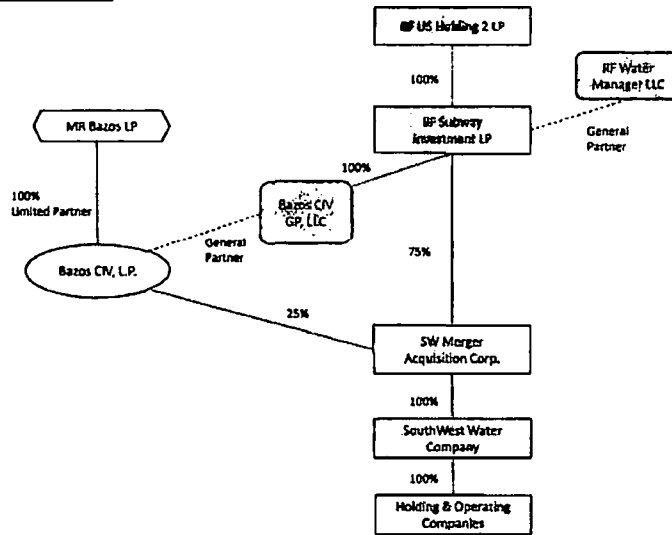 RF US Holding 2 LP
100%
RF Water
Manager LLC
MR Bazos LP
RF Subway
Investment LP
General
Partner
100%
100%
Limited Partner
Bazos CIV
GP, LLC
General
Partner
Bazos CIV, L.P.
75%
25%
SW Merger
Acquisition Corp.
100%
SouthWest Water
Company
100%
Holding & Operating
Companies